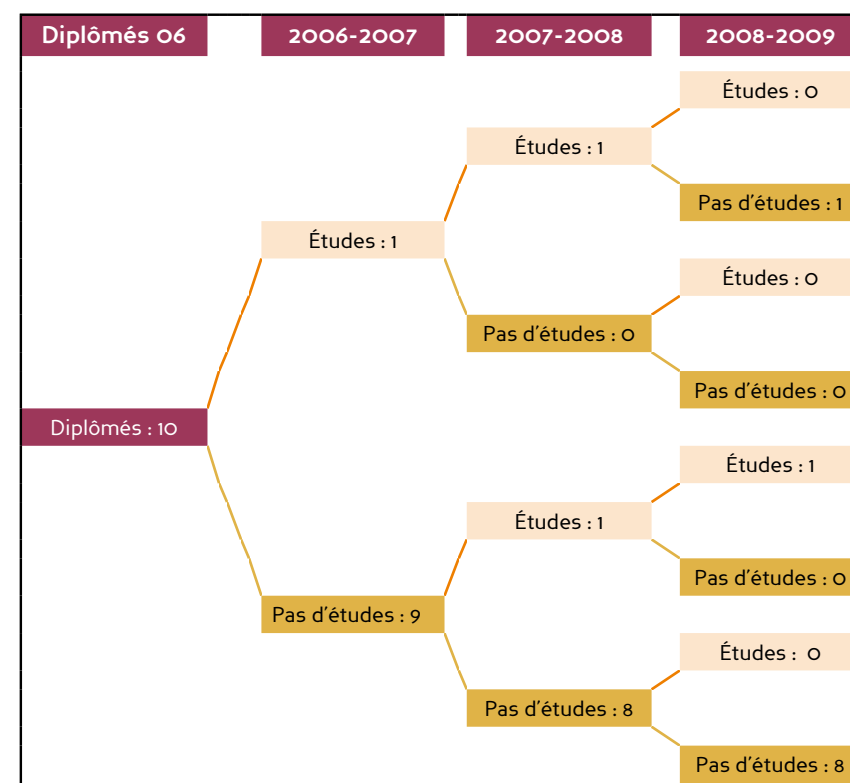 Diplômés 06 2006-2007 2007-2008 2008-2009
Études : 0
Études : 1
Pas d'études : 1
Études : 1
Études : 0
Pas d'études : 0
Pas d'études : 0
Diplômés : 10
Études : 1
Études : 1
Pas d'études : 0
Pas d'études : 9
Études : 0
Pas d'études : 8
Pas d'études : 8